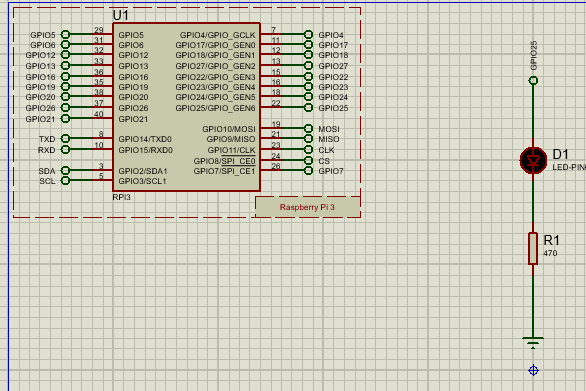 U1
GPIO5 29 GPIO5 GPIO4/GPIO_GCLK 7 GPIO4
GPIO6 31 GPIO6 GPIO17/GPIO_GEN0 11 GPIO17
GPIO12 32 GPIO12 GPIO18/GPIO_GEN1 12 GPIO18
GPIO13 33 GPIO13 GPIO27/GPIO_GEN2 13 GPIO27
GPIO16 36 GPIO16 GPIO22/GPIO_GEN3 15 GPIO22
GPIO19 35 GPIO19 GPIO23/GPIO_GEN4 16 GPIO23
GPIO20 38 GPIO20 GPIO24/GPIO_GEN5 18 GPIO24
GPIO26 37 GPIO26 GPIO25/GPIO_GEN6 22 GPIO25
GPIO21 40 GPIO21
GPIO10/MOSI 19 MOSI
TXD 8 GPIO14/TXD0 GPIO9/MISO 21 MISO
RXD 10 GPIO15/RXD0 GPIO11/CLK 23 CLK
GPIO8/SPI_CE0 24 CS
SDA 3 GPIO2/SDA1 GPIO7/SPI_CE1 26 GPIO7
SCL 5 GPIO3/SCL1
RPI3
Raspberry Pi 3
GPIO25
D1
LED-PIN
R1
470